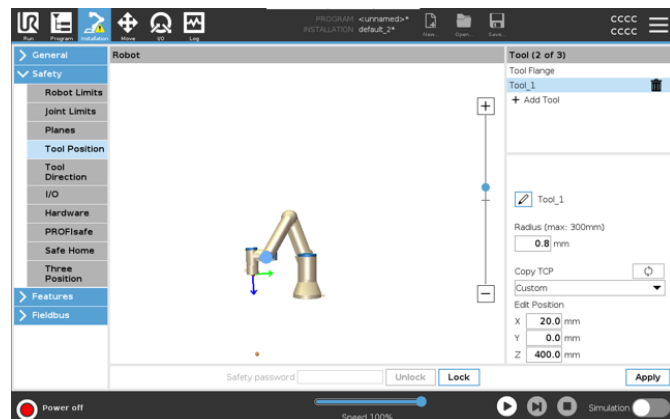 UR
PROGRAM <unnamed>*
INSTALLATION default_2*
CCCC
CCCC
Run Program Installation Move I/O Log
New... Open... Save...
General
Safety
Robot Limits
Joint Limits
Planes
Tool Position
Tool
Direction
I/O
Hardware
PROFIsafe
Safe Home
Three
Position
Features
Fieldbus
Robot
Tool (2 of 3)
Tool Flange
Tool_1
+ Add Tool
Tool_1
Radius (max: 300mm)
0.8 mm
Copy TCP
Custom
Edit Position
X 20.0 mm
Y 0.0 mm
Z 400.0 mm
Safety password Unlock Lock Apply
Power off
Speed 100%
Simulation